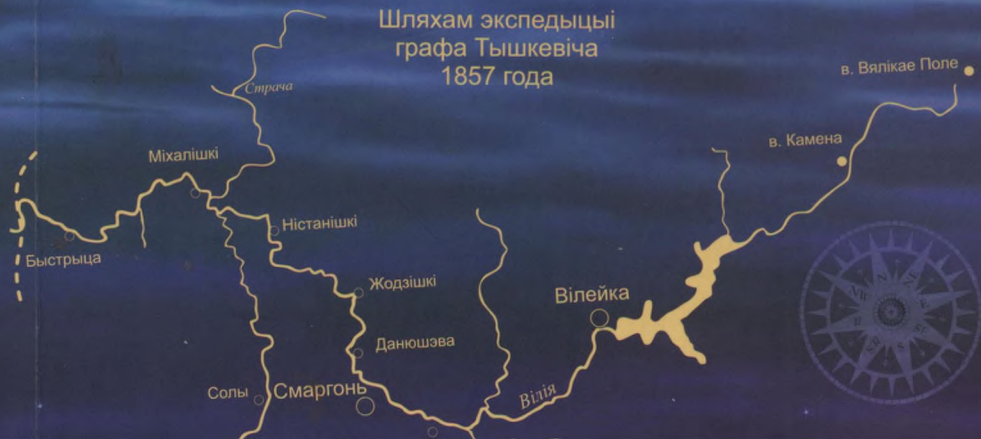 Шляхам экспедыцыі
графа Тышкевіча
1857 года
в. Вялікае Поле
Страча
в. Камена
Міхалішкі
Ністанішкі
Быстрыца
Жодзішкі
Вілейка
Данюшэва
Солы
Смаргонь
Вілія